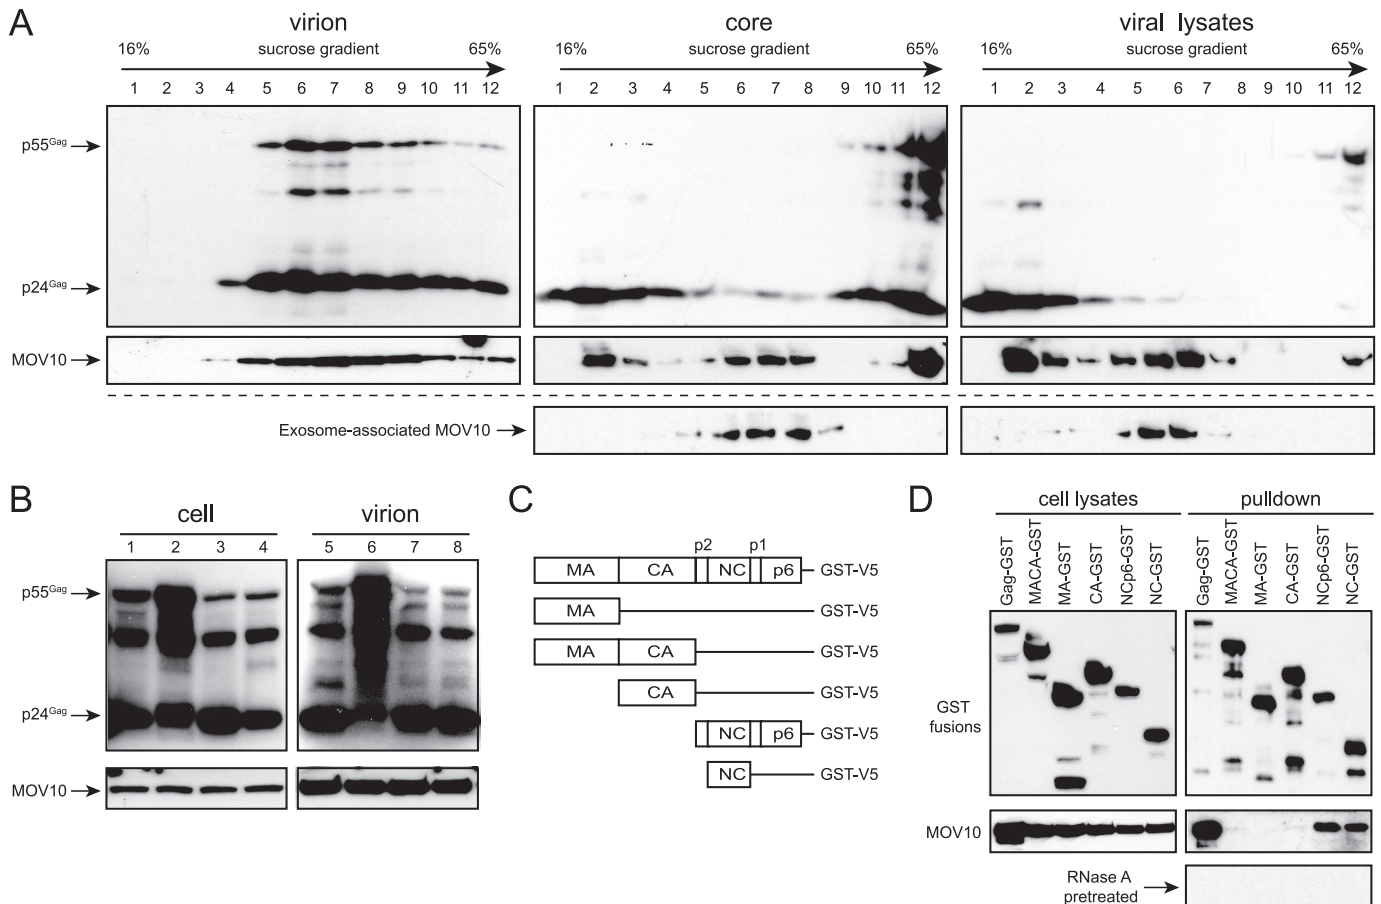 A
virion
core
viral lysates
16% sucrose gradient 65%
16% sucrose gradient 65%
16% sucrose gradient 65%
1 2 3 4 5 6 7 8 9 10 11 12
1 2 3 4 5 6 7 8 9 10 11 12
1 2 3 4 5 6 7 8 9 10 11 12
p55Gag
p24Gag
MOV10
Exosome-associated MOV10
B
cell
virion
1 2 3 4
5 6 7 8
p55Gag
p24Gag
MOV10
C
p2 p1
MA CA NC p6 GST-V5
MA GST-V5
MA CA GST-V5
CA GST-V5
NC p6 GST-V5
NC GST-V5
D
cell lysates
pulldown
Gag-GST
MACA-GST
MA-GST
CA-GST
NCp6-GST
NC-GST
Gag-GST
MACA-GST
MA-GST
CA-GST
NCp6-GST
NC-GST
GST
fusions
MOV10
RNase A
pretreated